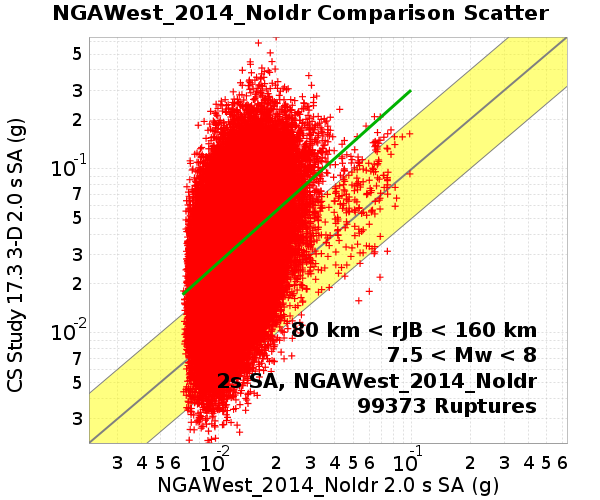 NGAWest_2014_NoIdr Comparison Scatter
CS Study 17.3 3-D 2.0 s SA (g)
5
3
2
10-1
7
5
3
2
10-2
7
5
3
80 km < rJB < 160 km
7.5 < Mw < 8
2s SA, NGAWest_2014_NoIdr
99373 Ruptures
3 4 5 6 10-2 2 3 4 5 6 10-1 2 3 4 5 6
NGAWest_2014_NoIdr 2.0 s SA (g)